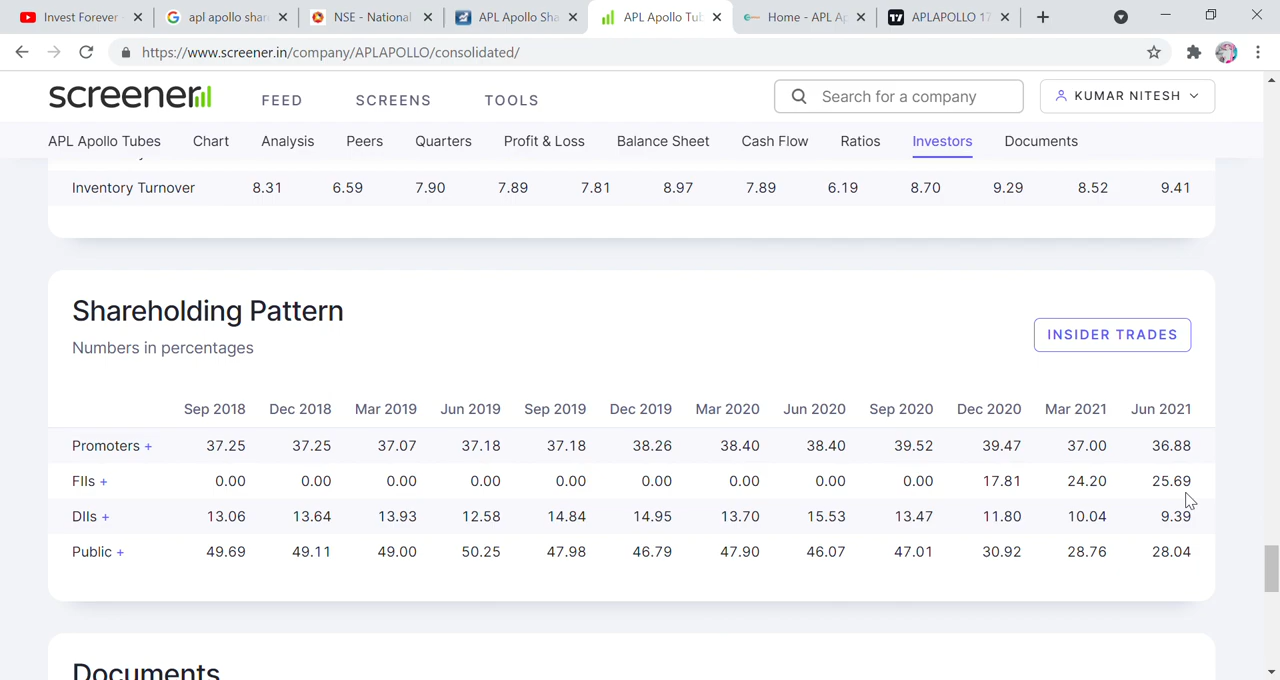 Invest Forever
apl apollo shar
NSE - National
APL Apollo Sha
APL Apollo Tub
Home - APL Ap
APLAPOLLO 17
https://www.screener.in/company/APLAPOLLO/consolidated/
screener
FEED
SCREENS
TOOLS
Search for a company
KUMAR NITESH
APL Apollo Tubes
Chart
Analysis
Peers
Quarters
Profit & Loss
Balance Sheet
Cash Flow
Ratios
Investors
Documents
Inventory Turnover 8.31 6.59 7.90 7.89 7.81 8.97 7.89 6.19 8.70 9.29 8.52 9.41
Shareholding Pattern
Numbers in percentages
INSIDER TRADES
Sep 2018 Dec 2018 Mar 2019 Jun 2019 Sep 2019 Dec 2019 Mar 2020 Jun 2020 Sep 2020 Dec 2020 Mar 2021 Jun 2021
Promoters + 37.25 37.25 37.07 37.18 37.18 38.26 38.40 38.40 39.52 39.47 37.00 36.88
FIIs + 0.00 0.00 0.00 0.00 0.00 0.00 0.00 0.00 0.00 17.81 24.20 25.69
DIIs + 13.06 13.64 13.93 12.58 14.84 14.95 13.70 15.53 13.47 11.80 10.04 9.39
Public + 49.69 49.11 49.00 50.25 47.98 46.79 47.90 46.07 47.01 30.92 28.76 28.04
Documents